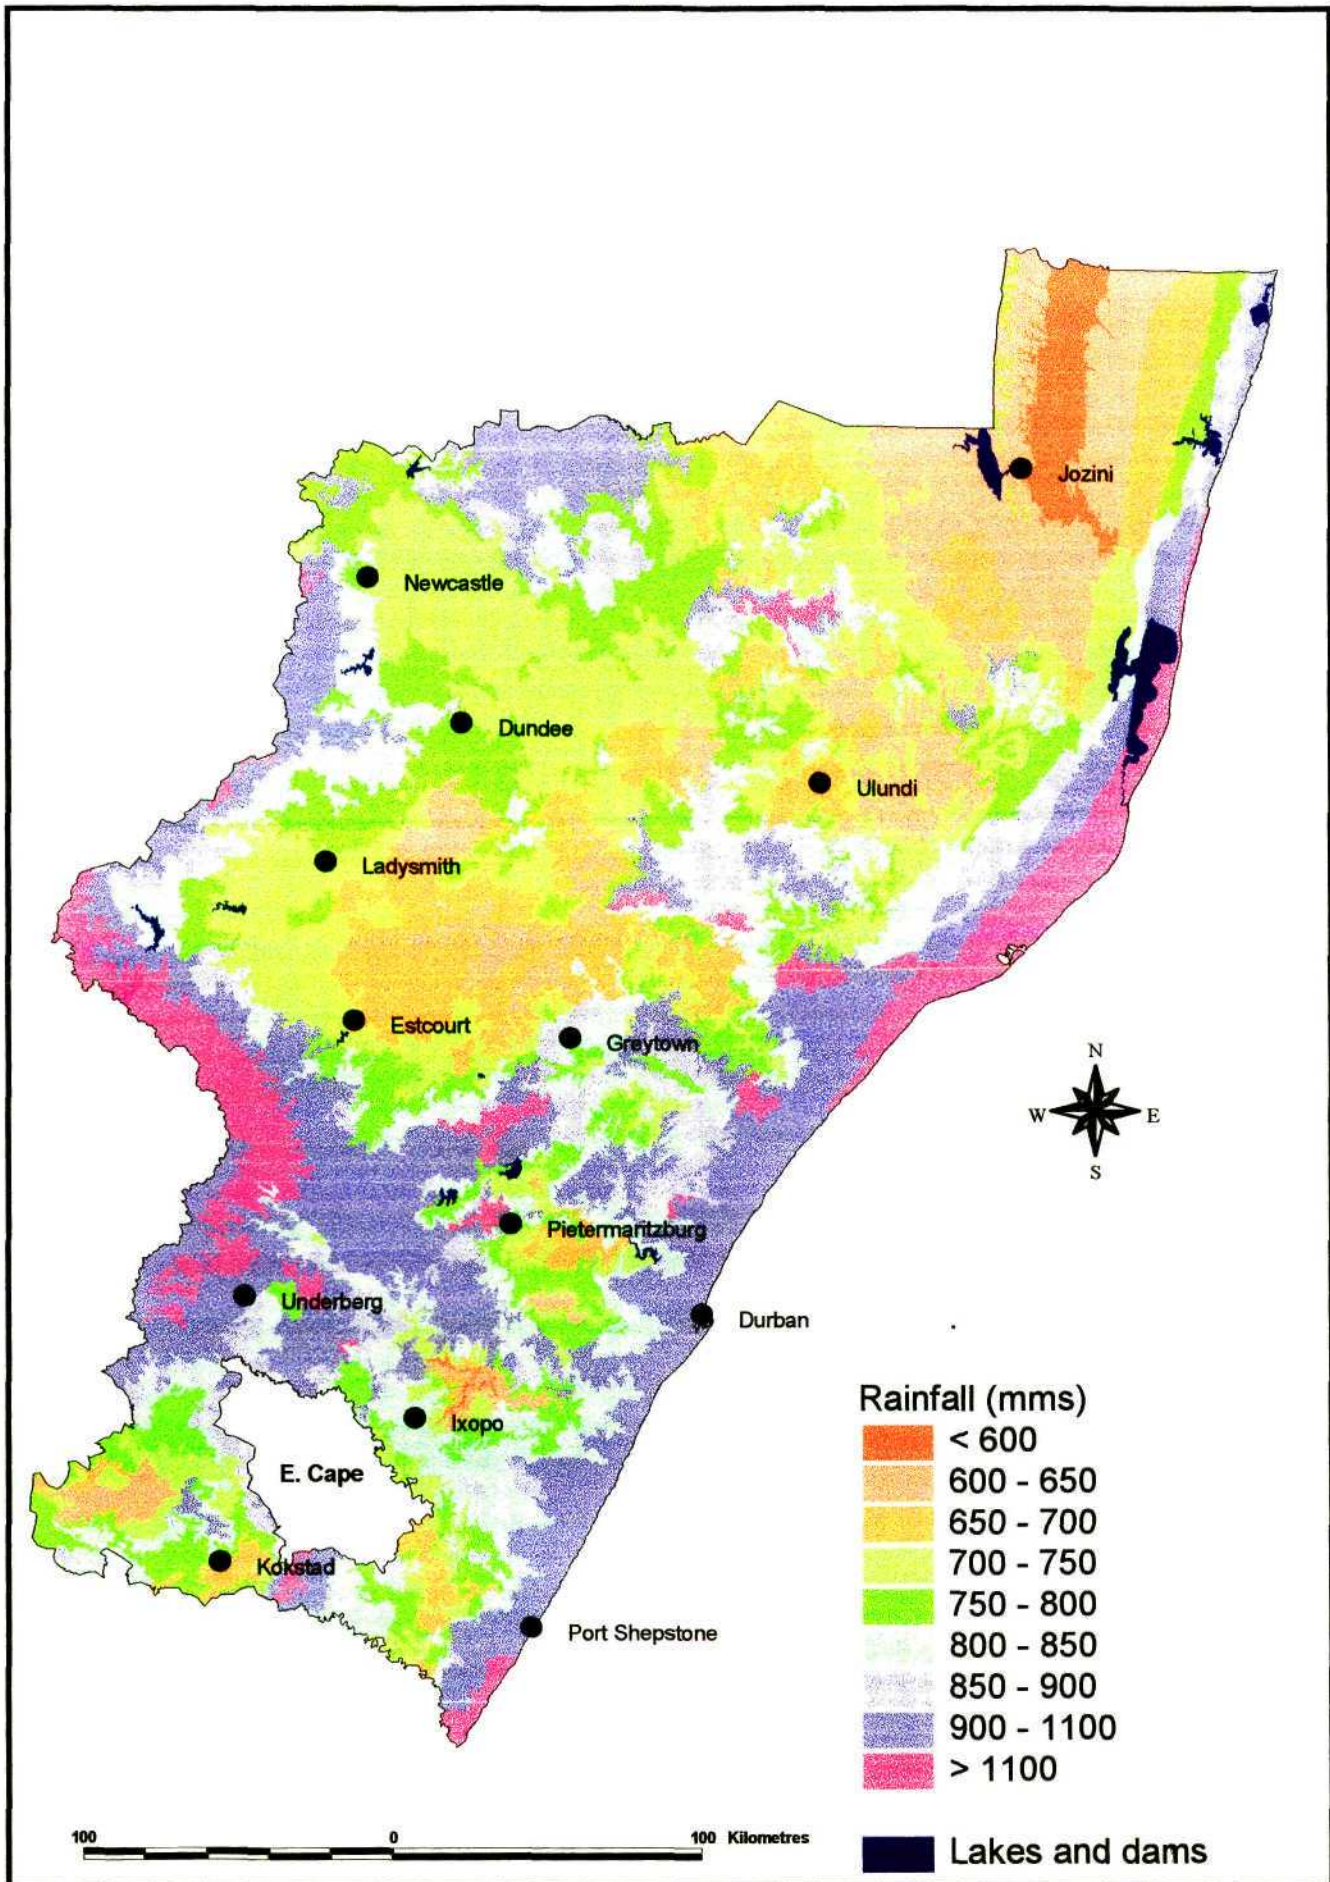 Jozini
Newcastle
Dundee
Ulundi
Ladysmith
Estcourt
Greytown
N
W E
S
Pietermaritzburg
Underberg
Durban
Ixopo
E. Cape
Kokstad
Port Shepstone
Rainfall (mms)
< 600
600 - 650
650 - 700
700 - 750
750 - 800
800 - 850
850 - 900
900 - 1100
> 1100
100 0 100 Kilometres
Lakes and dams